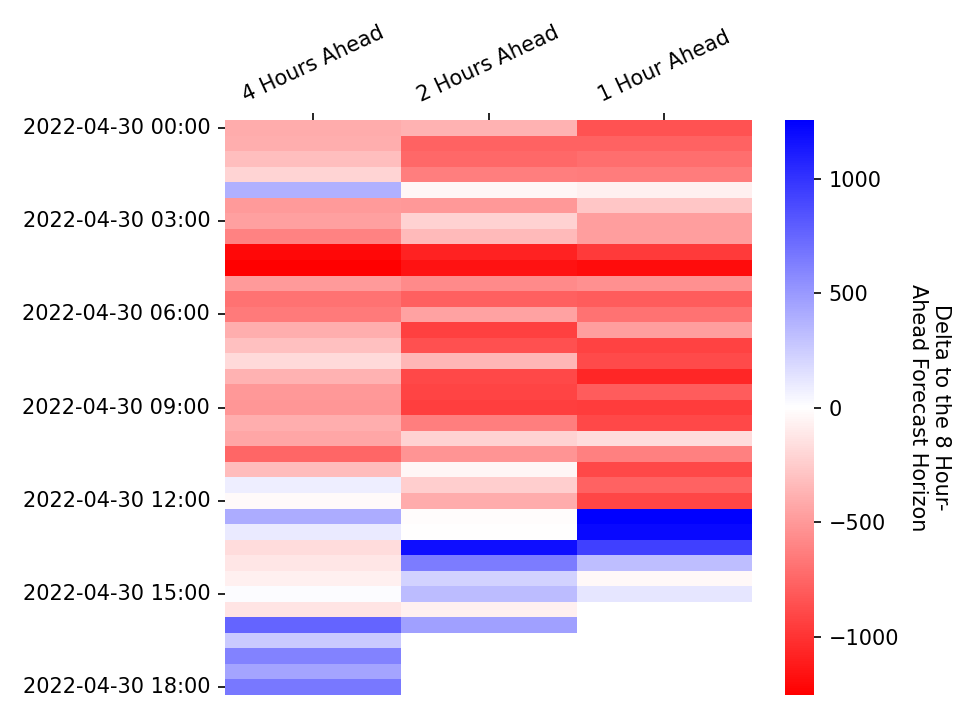 4 Hours Ahead
2 Hours Ahead
1 Hour Ahead
2022-04-30 00:00
2022-04-30 03:00
2022-04-30 06:00
2022-04-30 09:00
2022-04-30 12:00
2022-04-30 15:00
2022-04-30 18:00
1000
500
0
−500
−1000
Delta to the 8 Hour-
Ahead Forecast Horizon